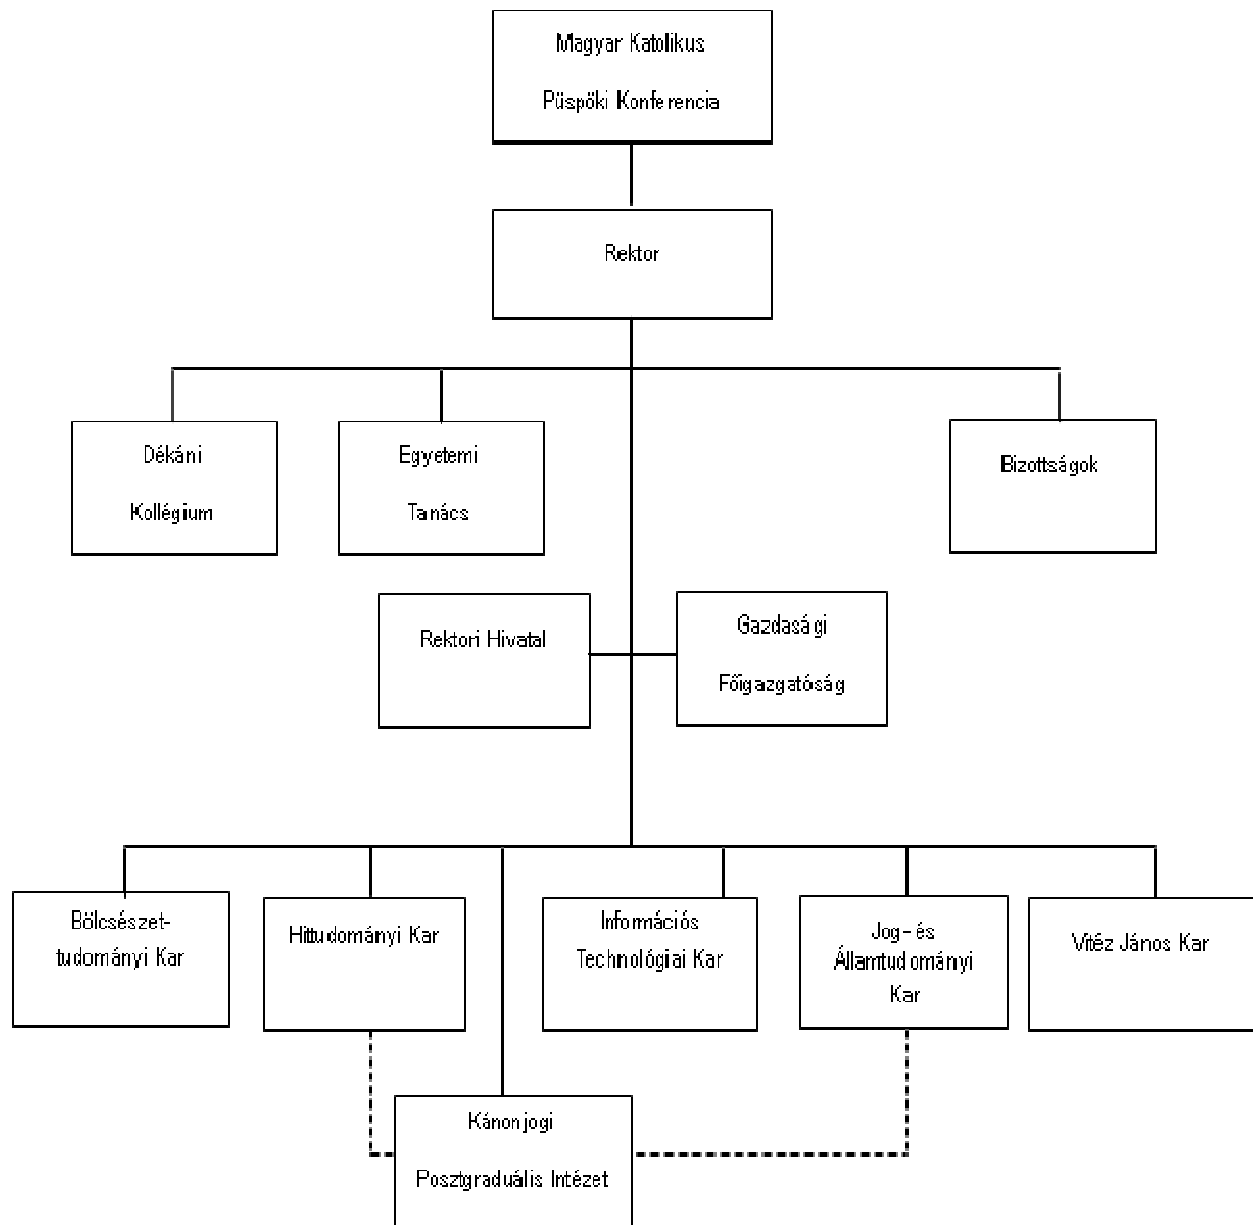 Magyar Katolikus
Püspöki Konferencia
Rektor
Dékáni
Kollégium
Egyetemi
Tanács
Bizottságok
Rektori Hivatal
Gazdasági
Főigazgatóság
Bölcsészet-
tudományi Kar
Hittudományi Kar
Információs
Technológiai Kar
Jog- és
Államtudományi
Kar
Vitéz János Kar
Kánonjogi
Posztgraduális Intézet